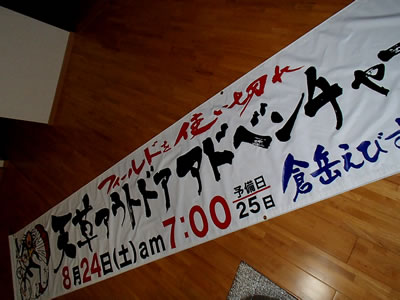 フィールドを使い切れ
天草アウトドアアドベンチャー
8月24日(土)am7:00
予備日
25日
倉岳えびす